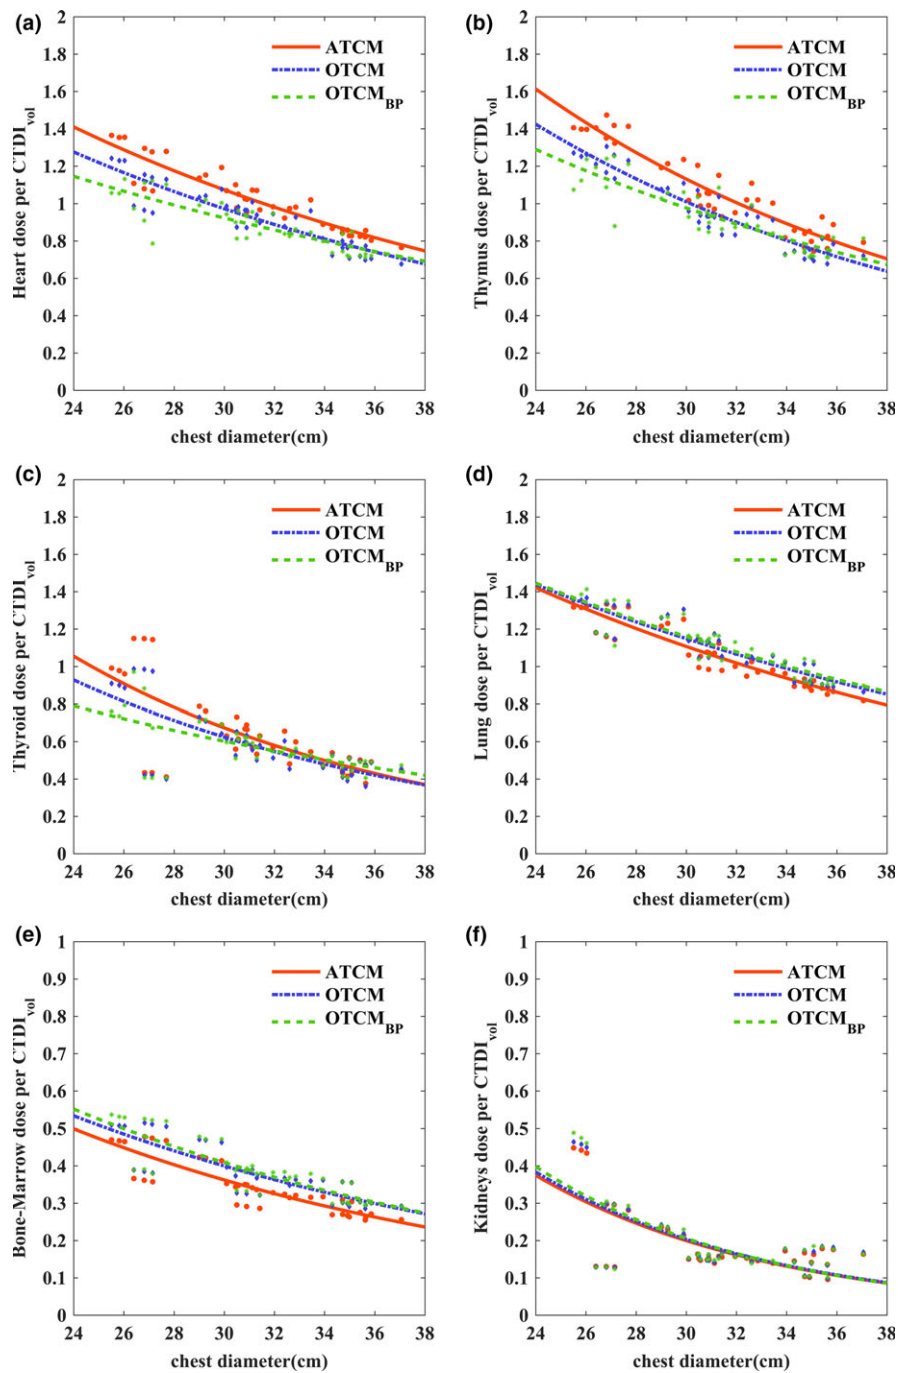 (a)
2
1.8
1.6
1.4
1.2
1
0.8
0.6
0.4
0.2
0
Heart dose per CTDIvol
ATCM
OTCM
OTCMBP
24 26 28 30 32 34 36 38
chest diameter(cm)
(b)
2
1.8
1.6
1.4
1.2
1
0.8
0.6
0.4
0.2
0
Thymus dose per CTDIvol
ATCM
OTCM
OTCMBP
24 26 28 30 32 34 36 38
chest diameter(cm)
(c)
2
1.8
1.6
1.4
1.2
1
0.8
0.6
0.4
0.2
0
Thyroid dose per CTDIvol
ATCM
OTCM
OTCMBP
24 26 28 30 32 34 36 38
chest diameter(cm)
(d)
2
1.8
1.6
1.4
1.2
1
0.8
0.6
0.4
0.2
0
Lung dose per CTDIvol
ATCM
OTCM
OTCMBP
24 26 28 30 32 34 36 38
chest diameter(cm)
(e)
1
0.9
0.8
0.7
0.6
0.5
0.4
0.3
0.2
0.1
0
Bone-Marrow dose per CTDIvol
ATCM
OTCM
OTCMBP
24 26 28 30 32 34 36 38
chest diameter(cm)
(f)
1
0.9
0.8
0.7
0.6
0.5
0.4
0.3
0.2
0.1
0
Kidneys dose per CTDIvol
ATCM
OTCM
OTCMBP
24 26 28 30 32 34 36 38
chest diameter(cm)